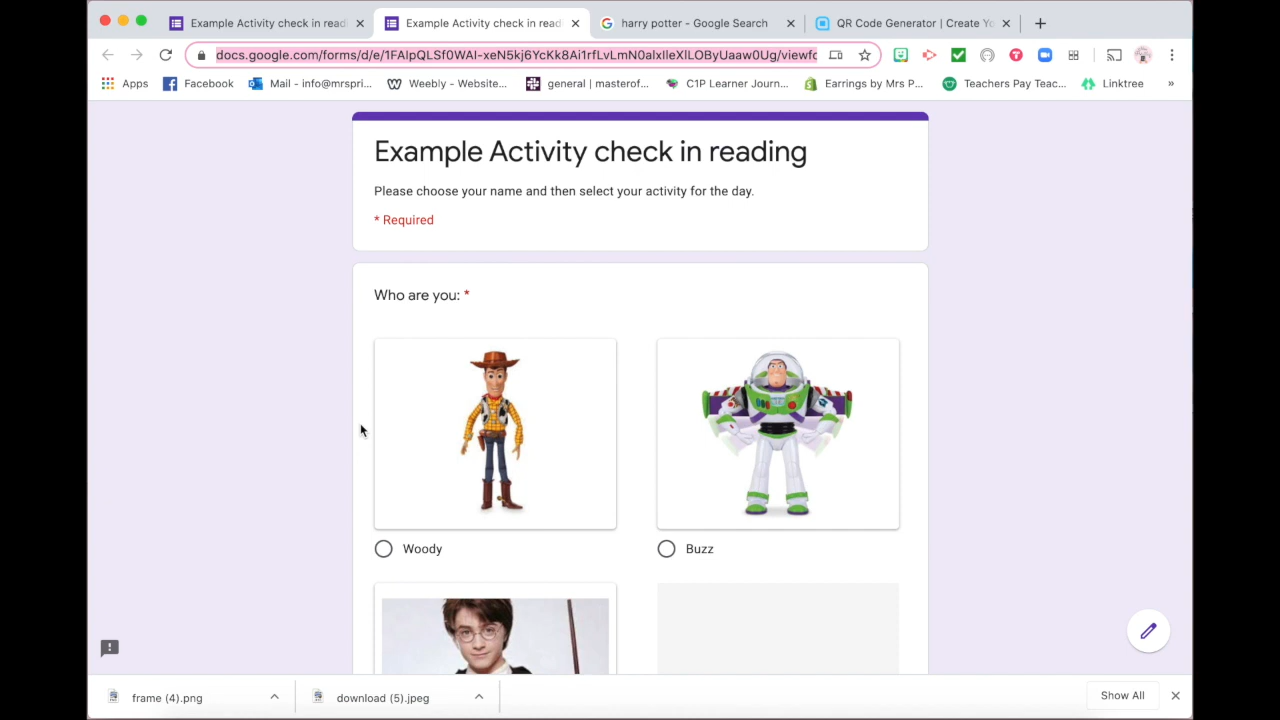 Example Activity check in readi
Example Activity check in read
harry potter - Google Search
QR Code Generator | Create Yo
docs.google.com/forms/d/e/1FAIpQLSf0WAI-xeN5kj6YcKk8Ai1rfLvLmN0alxIleXlLOByUaaw0Ug/viewfo
Apps
Facebook
Mail - info@mrspri...
Weebly - Website...
general | masterof...
C1P Learner Journ...
Earrings by Mrs P...
Teachers Pay Teac...
Linktree
»
Example Activity check in reading
Please choose your name and then select your activity for the day.
* Required
Who are you: *
Woody
Buzz
frame (4).png
download (5).jpeg
Show All